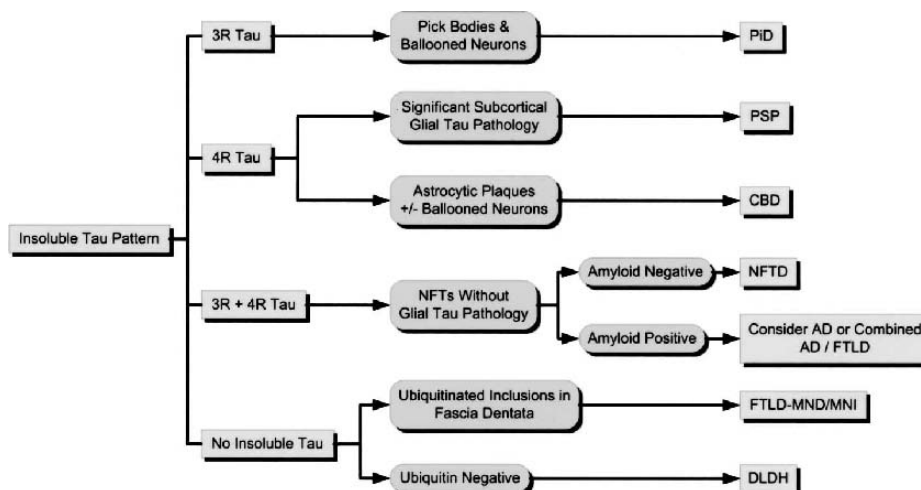 3R Tau
Pick Bodies &
Ballooned Neurons
PiD
Significant Subcortical
Glial Tau Pathology
PSP
4R Tau
Astrocytic Plaques
+/- Ballooned Neurons
CBD
Insoluble Tau Pattern
Amyloid Negative
NFTD
3R + 4R Tau
NFTs Without
Glial Tau Pathology
Amyloid Positive
Consider AD or Combined
AD / FTLD
Ubiquitinated Inclusions in
Fascia Dentata
FTLD-MND/MNI
No Insoluble Tau
Ubiquitin Negative
DLDH